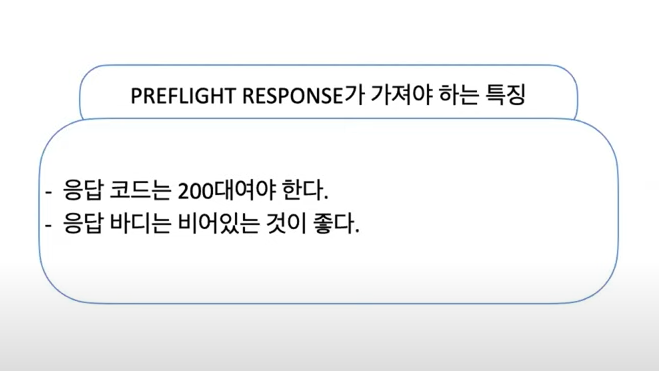 PREFLIGHT RESPONSE가 가져야 하는 특징
- 응답 코드는 200대여야 한다.
- 응답 바디는 비어있는 것이 좋다.